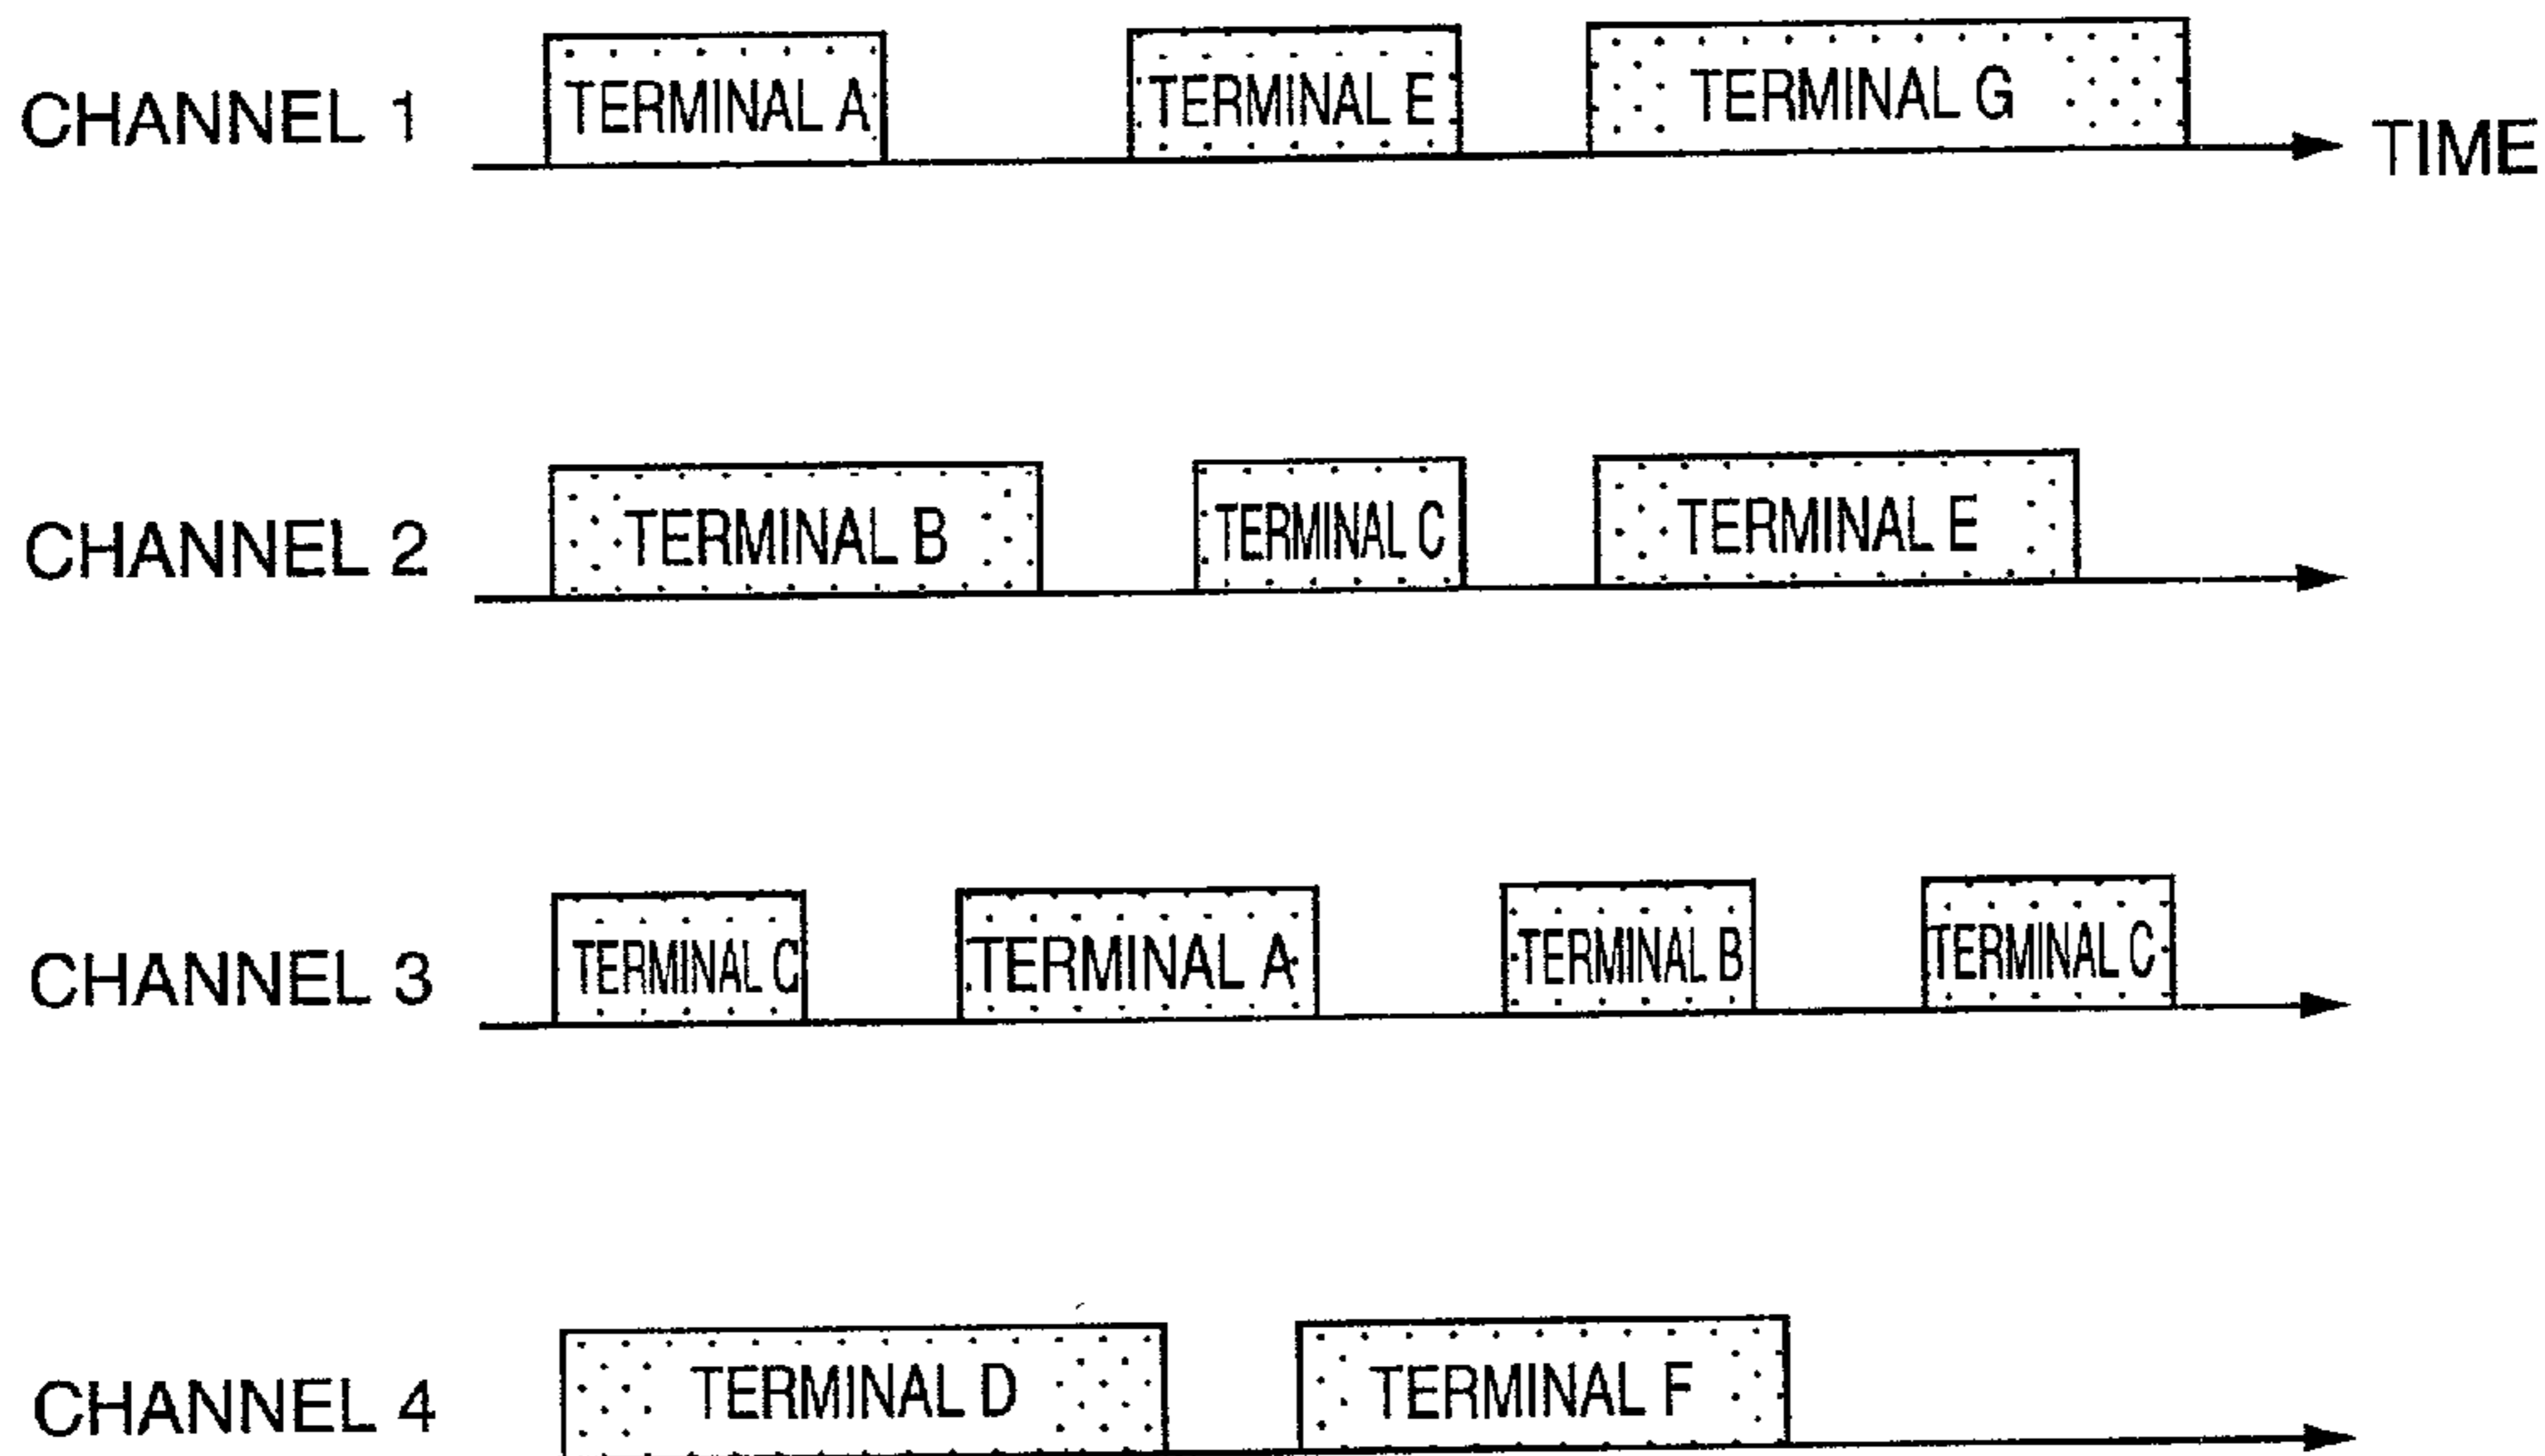 CHANNEL 1 TERMINAL A TERMINAL E TERMINAL G TIME
CHANNEL 2 TERMINAL B TERMINAL C TERMINAL E
CHANNEL 3 TERMINAL C TERMINAL A TERMINAL B TERMINAL C
CHANNEL 4 TERMINAL D TERMINAL F